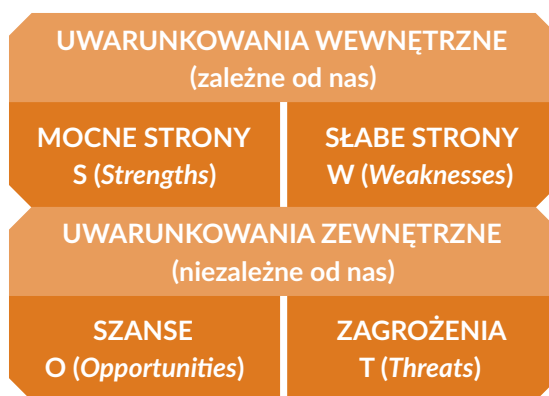 UWARUNKOWANIA WEWNĘTRZNE
(zależne od nas)
MOCNE STRONY
S (Strengths)
SŁABE STRONY
W (Weaknesses)
UWARUNKOWANIA ZEWNĘTRZNE
(niezależne od nas)
SZANSE
O (Opportunities)
ZAGROŻENIA
T (Threats)